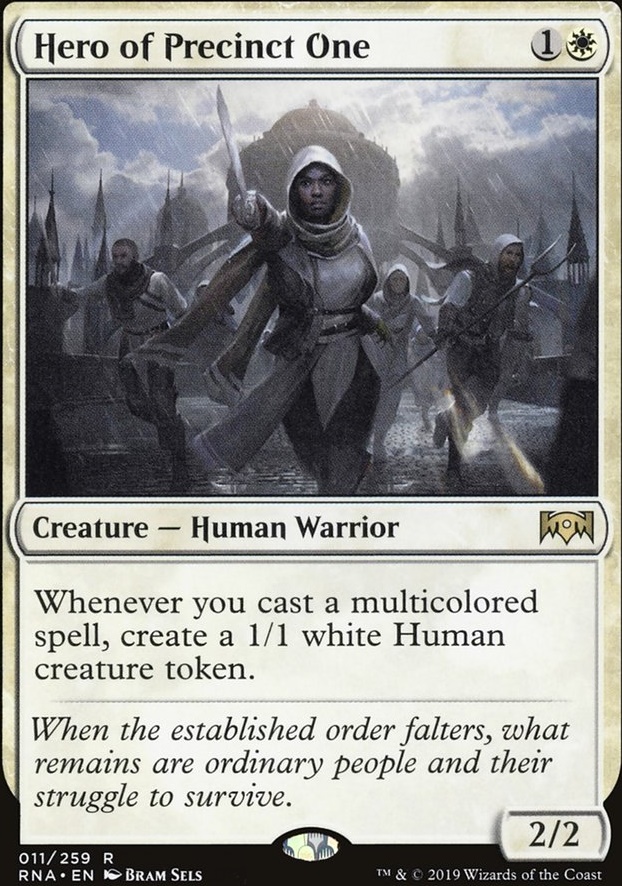 Hero of Precinct One
1
Creature — Human Warrior
Whenever you cast a multicolored
spell, create a 1/1 white Human
creature token.
When the established order falters, what
remains are ordinary people and their
struggle to survive.
2/2
011/259 R
RNA • EN Bram Sels
™ & © 2019 Wizards of the Coast